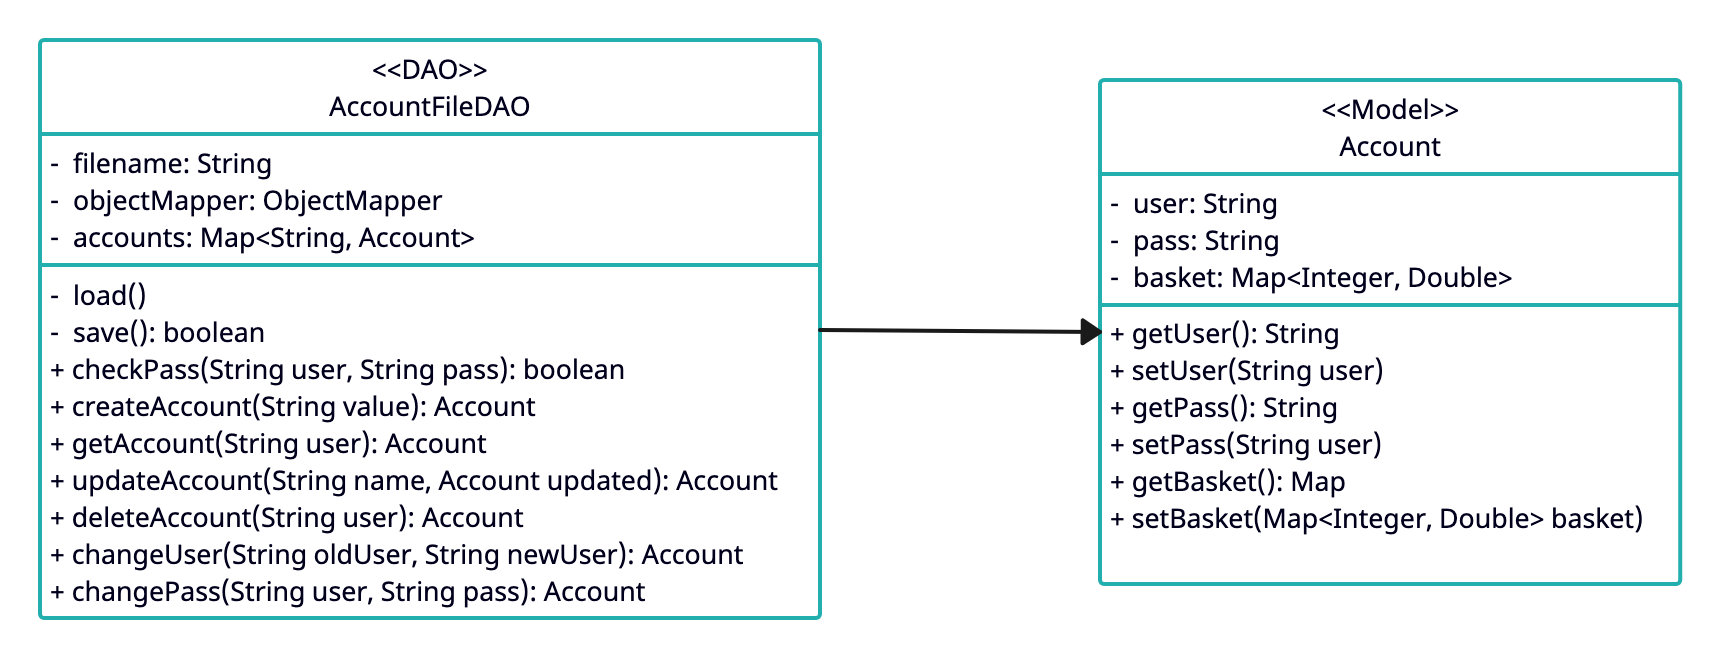 <<DAO>>
AccountFileDAO
- filename: String
- objectMapper: ObjectMapper
- accounts: Map<String, Account>
- load()
- save(): boolean
+ checkPass(String user, String pass): boolean
+ createAccount(String value): Account
+ getAccount(String user): Account
+ updateAccount(String name, Account updated): Account
+ deleteAccount(String user): Account
+ changeUser(String oldUser, String newUser): Account
+ changePass(String user, String pass): Account
<<Model>>
Account
- user: String
- pass: String
- basket: Map<Integer, Double>
+ getUser(): String
+ setUser(String user)
+ getPass(): String
+ setPass(String user)
+ getBasket(): Map
+ setBasket(Map<Integer, Double> basket)